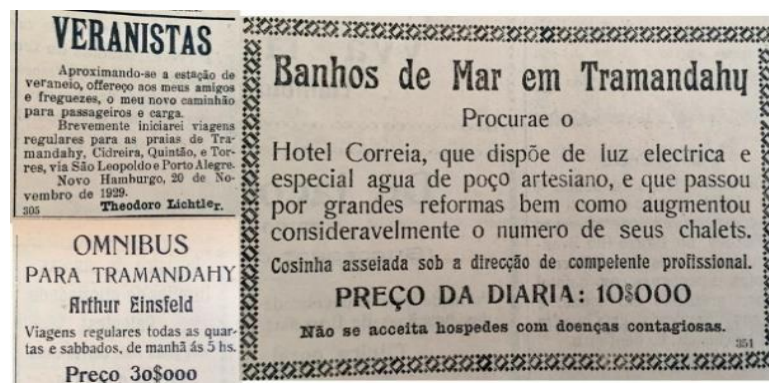 VERANISTAS
Aproximando-se a estação de
veraneio, offereço aos meus amigos
e freguezes, o meu novo caminhão
para passageiros e carga.
Brevemente iniciarei viagens
regulares para as praias de Tra-
mandahy, Cidreira, Quintão, e Tor-
res, via São Leopoldo e Porto Alegre.
Novo Hamburgo, 20 de No-
vembro de 1929.
305 Theodoro Lichtler.
OMNIBUS
PARA TRAMANDAHY
Arthur Einsfeld
Viagens regulares todas as quar-
tas e sabbados, de manhã ás 5 hs.
Preço 30$000
Banhos de Mar em Tramandahy
Procurae o
Hotel Correia, que dispõe de luz electrica e
especial agua de poço artesiano, e que passou
por grandes reformas bem como augmentou
consideravelmente o numero de seus chalets.
Cosinha asseiada sob a direcção de competente profissional.
PREÇO DA DIARIA: 10$000
Não se acceita hospedes com doenças contagiosas.
351